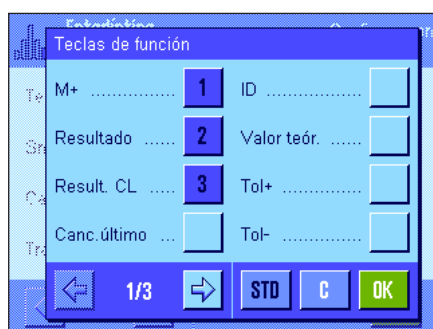 Estadística
Teclas de función
M+ ............... 1
ID .................
Resultado ...... 2
Valor teór. ......
Result. CL ..... 3
Tol+ ..............
Canc.último ...
Tol- ..............
1/3
STD
C
OK